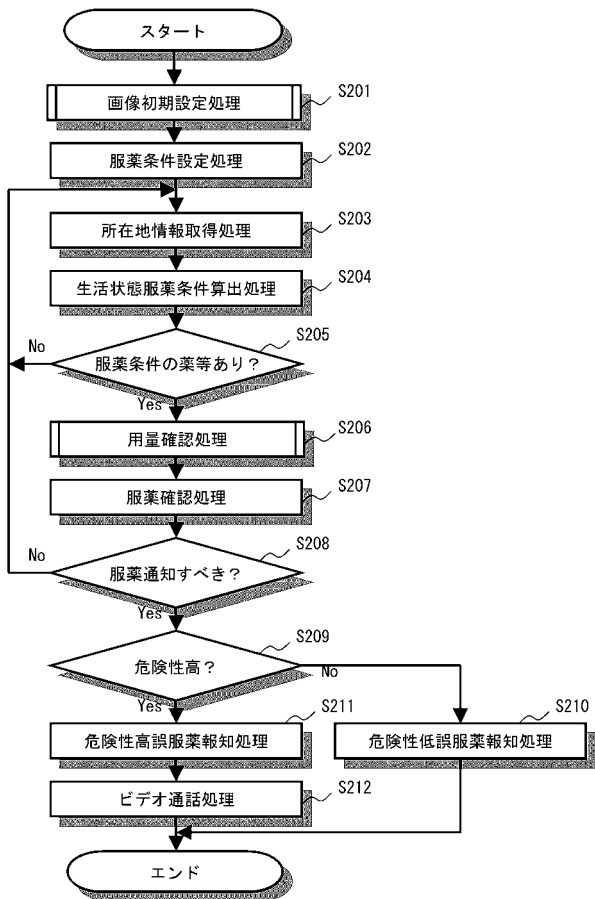 スタート
画像初期設定処理
S201
服薬条件設定処理
S202
所在地情報取得処理
S203
生活状態服薬条件算出処理
S204
服薬条件の薬等あり?
S205
No
Yes
用量確認処理
S206
服薬確認処理
S207
服薬通知すべき?
S208
No
Yes
危険性高?
S209
No
Yes
危険性高誤服薬報知処理
S211
危険性低誤服薬報知処理
S210
ビデオ通話処理
S212
エンド